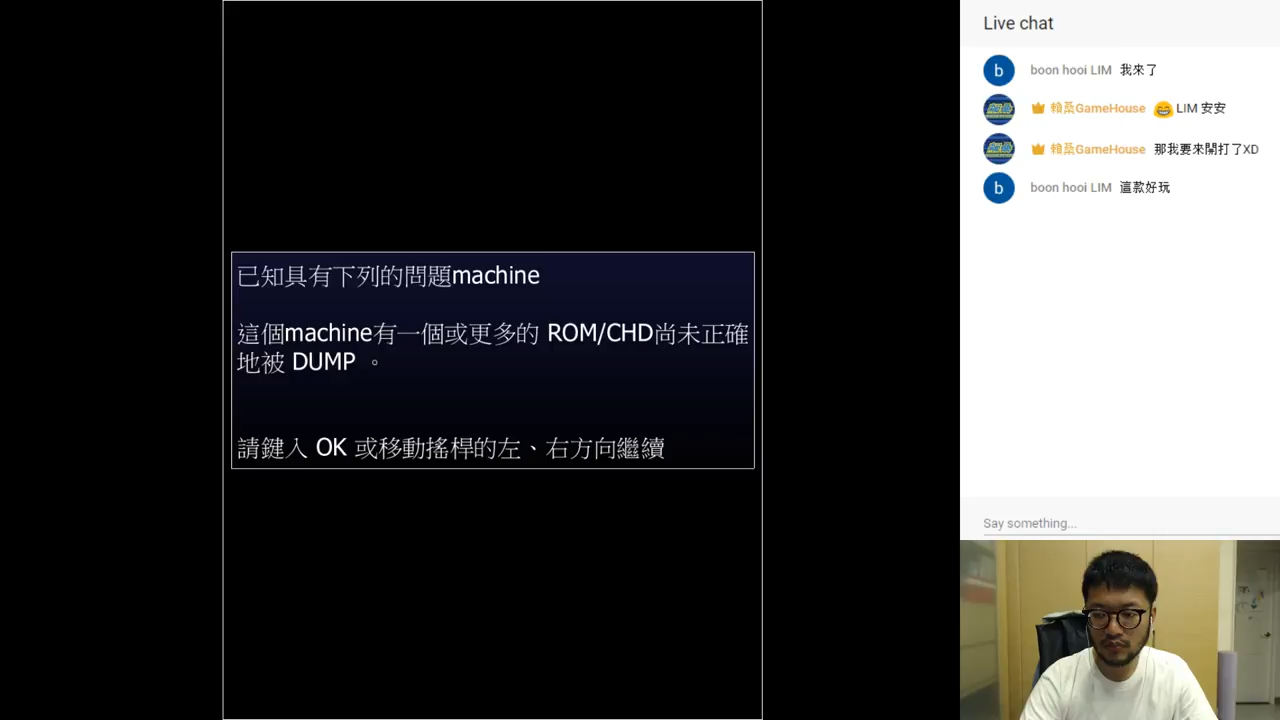 已知具有下列的問題machine
這個machine有一個或更多的 ROM/CHD尚未正確
地被 DUMP 。
請鍵入 OK 或移動搖桿的左、右方向繼續
Live chat
b boon hooi LIM 我來了
賴桑GameHouse 😄 LIM 安安
賴桑GameHouse 那我要來開打了XD
b boon hooi LIM 這款好玩
Say something...